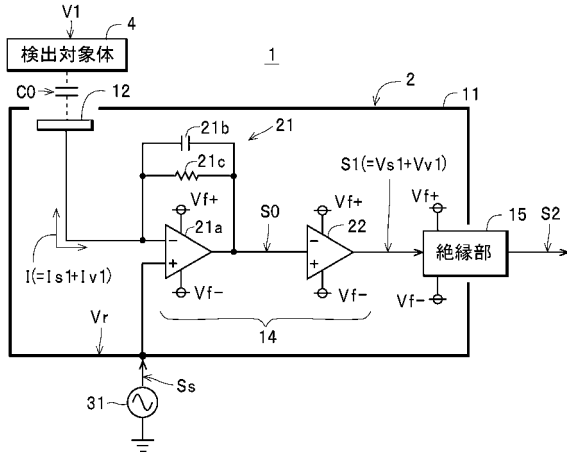 V1
4
検出対象体
1
C0
12
2
11
21b
21
21c
S1(=Vs1+Vv1)
Vf+
Vf+
Vf+
21a
S0
22
15
S2
−
+
−
+
絶縁部
I(=Is1+Iv1)
Vf−
Vf−
Vf−
14
Vr
Ss
31